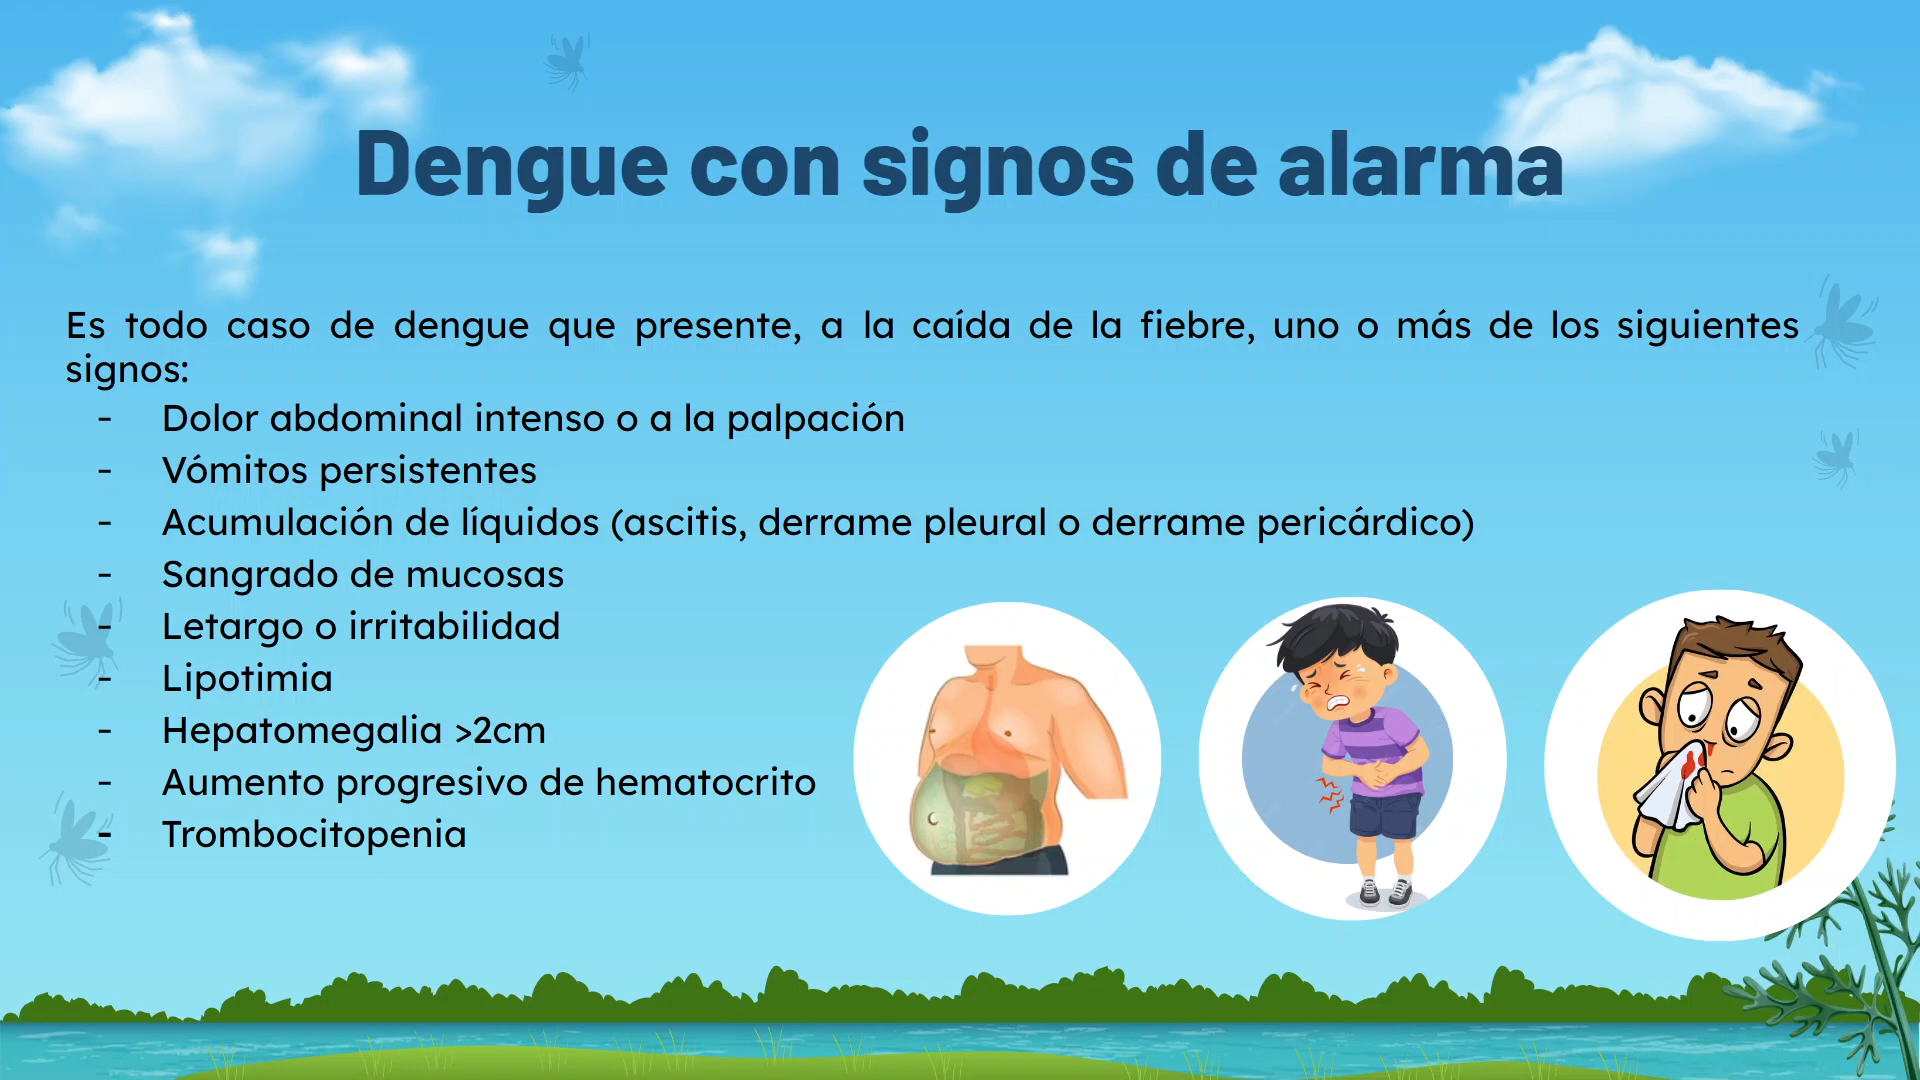 Dengue con signos de alarma
Es todo caso de dengue que presente, a la caída de la fiebre, uno o más de los siguientes
signos:
- Dolor abdominal intenso o a la palpación
- Vómitos persistentes
- Acumulación de líquidos (ascitis, derrame pleural o derrame pericárdico)
- Sangrado de mucosas
- Letargo o irritabilidad
- Lipotimia
- Hepatomegalia >2cm
- Aumento progresivo de hematocrito
- Trombocitopenia